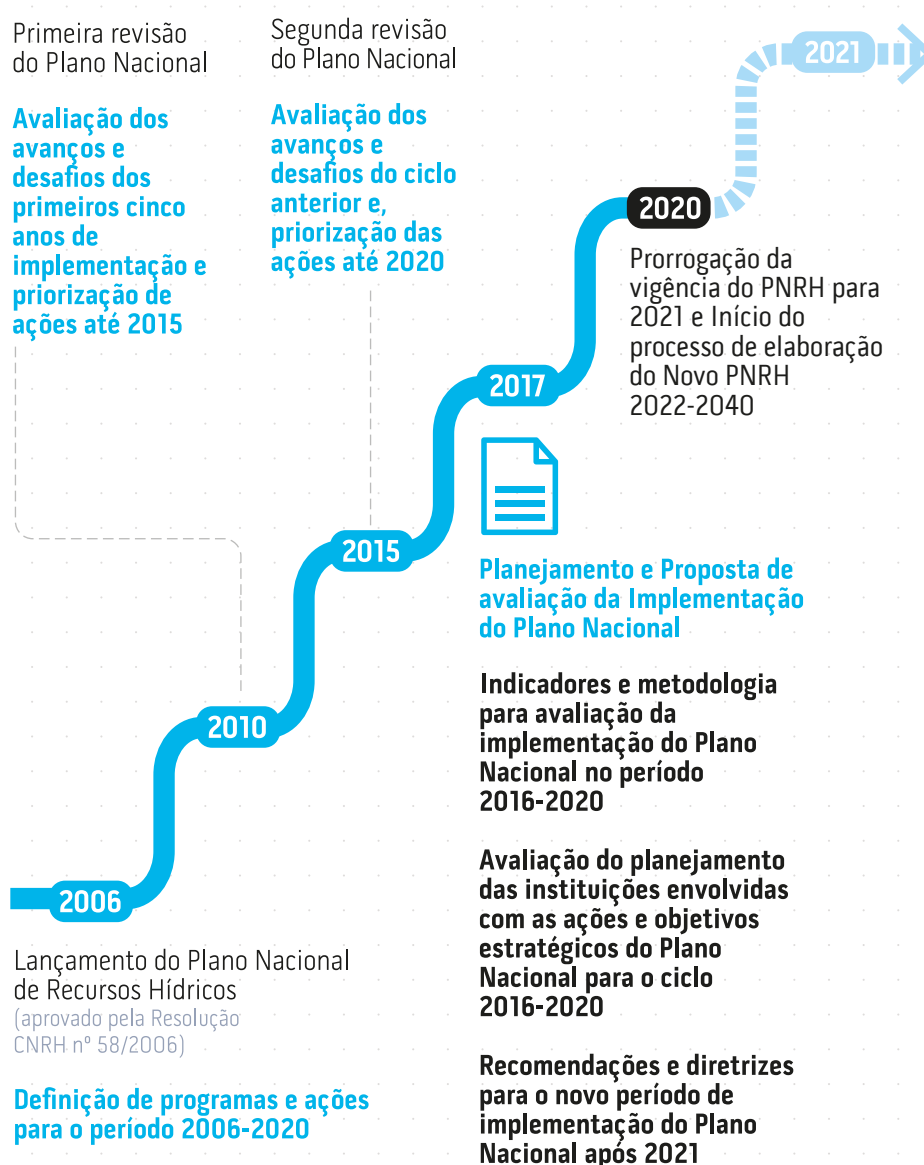 Primeira revisão
do Plano Nacional
Avaliação dos
avanços e
desafios dos
primeiros cinco
anos de
implementação e
priorização de
ações até 2015
Segunda revisão
do Plano Nacional
Avaliação dos
avanços e
desafios do ciclo
anterior e,
priorização das
ações até 2020
2021
2020
Prorrogação da
vigência do PNRH para
2021 e Início do
processo de elaboração
do Novo PNRH
2022-2040
2017
Planejamento e Proposta de
avaliação da Implementação
do Plano Nacional
Indicadores e metodologia
para avaliação da
implementação do Plano
Nacional no período
2016-2020
Avaliação do planejamento
das instituições envolvidas
com as ações e objetivos
estratégicos do Plano
Nacional para o ciclo
2016-2020
Recomendações e diretrizes
para o novo período de
implementação do Plano
Nacional após 2021
2015
2010
2006
Lançamento do Plano Nacional
de Recursos Hídricos
(aprovado pela Resolução
CNRH nº 58/2006)
Definição de programas e ações
para o período 2006-2020